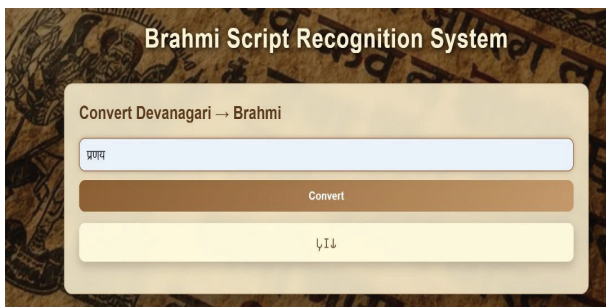 Brahmi Script Recognition System
Convert Devanagari → Brahmi
प्रणय
Convert
𑀧𑁆𑀭𑀡𑀬